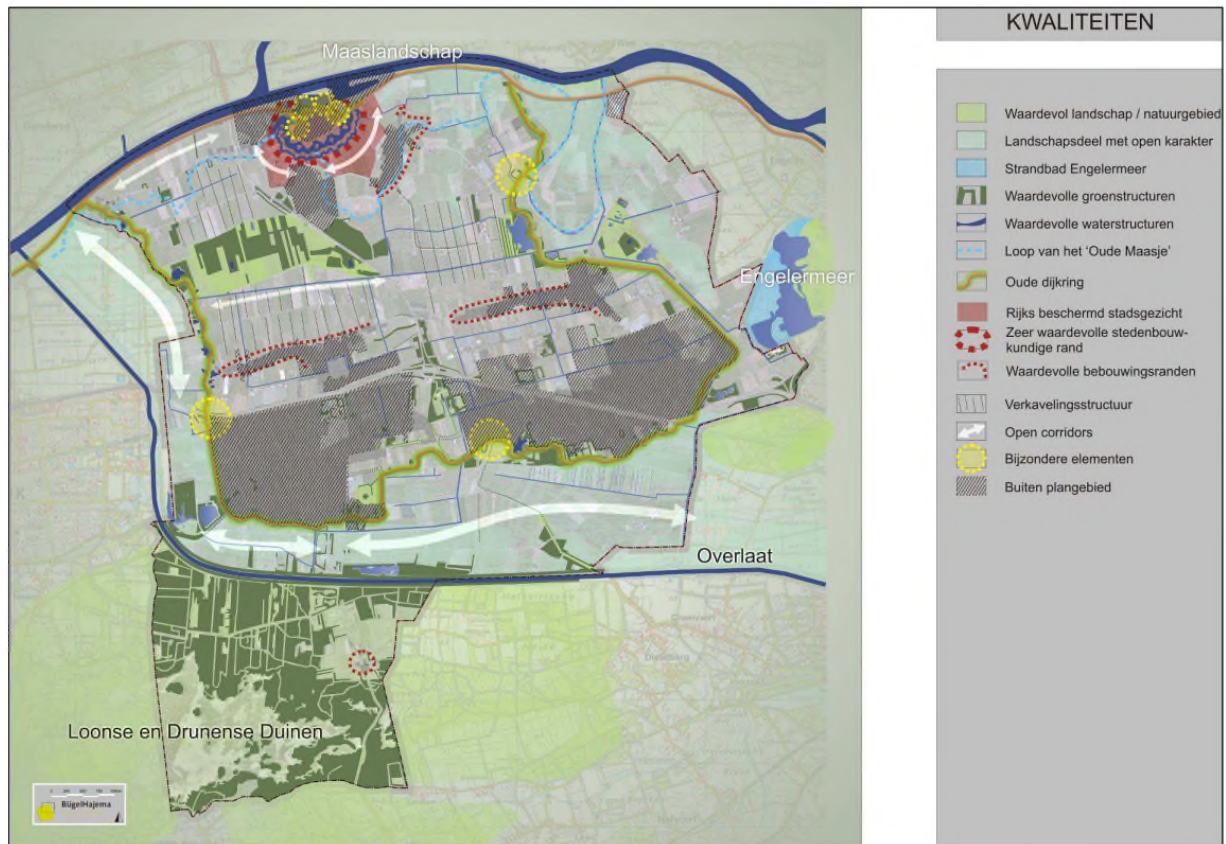 KWALITEITEN
Maaslandschap
Engelermeer
Overlaat
Loonse en Drunense Duinen
BügelHajema
Waardevol landschap / natuurgebied
Landschapsdeel met open karakter
Strandbad Engelermeer
Waardevolle groenstructuren
Waardevolle waterstructuren
Loop van het 'Oude Maasje'
Oude dijkring
Rijks beschermd stadsgezicht
Zeer waardevolle stedenbouw-
kundige rand
Waardevolle bebouwingsranden
Verkavelingsstructuur
Open corridors
Bijzondere elementen
Buiten plangebied